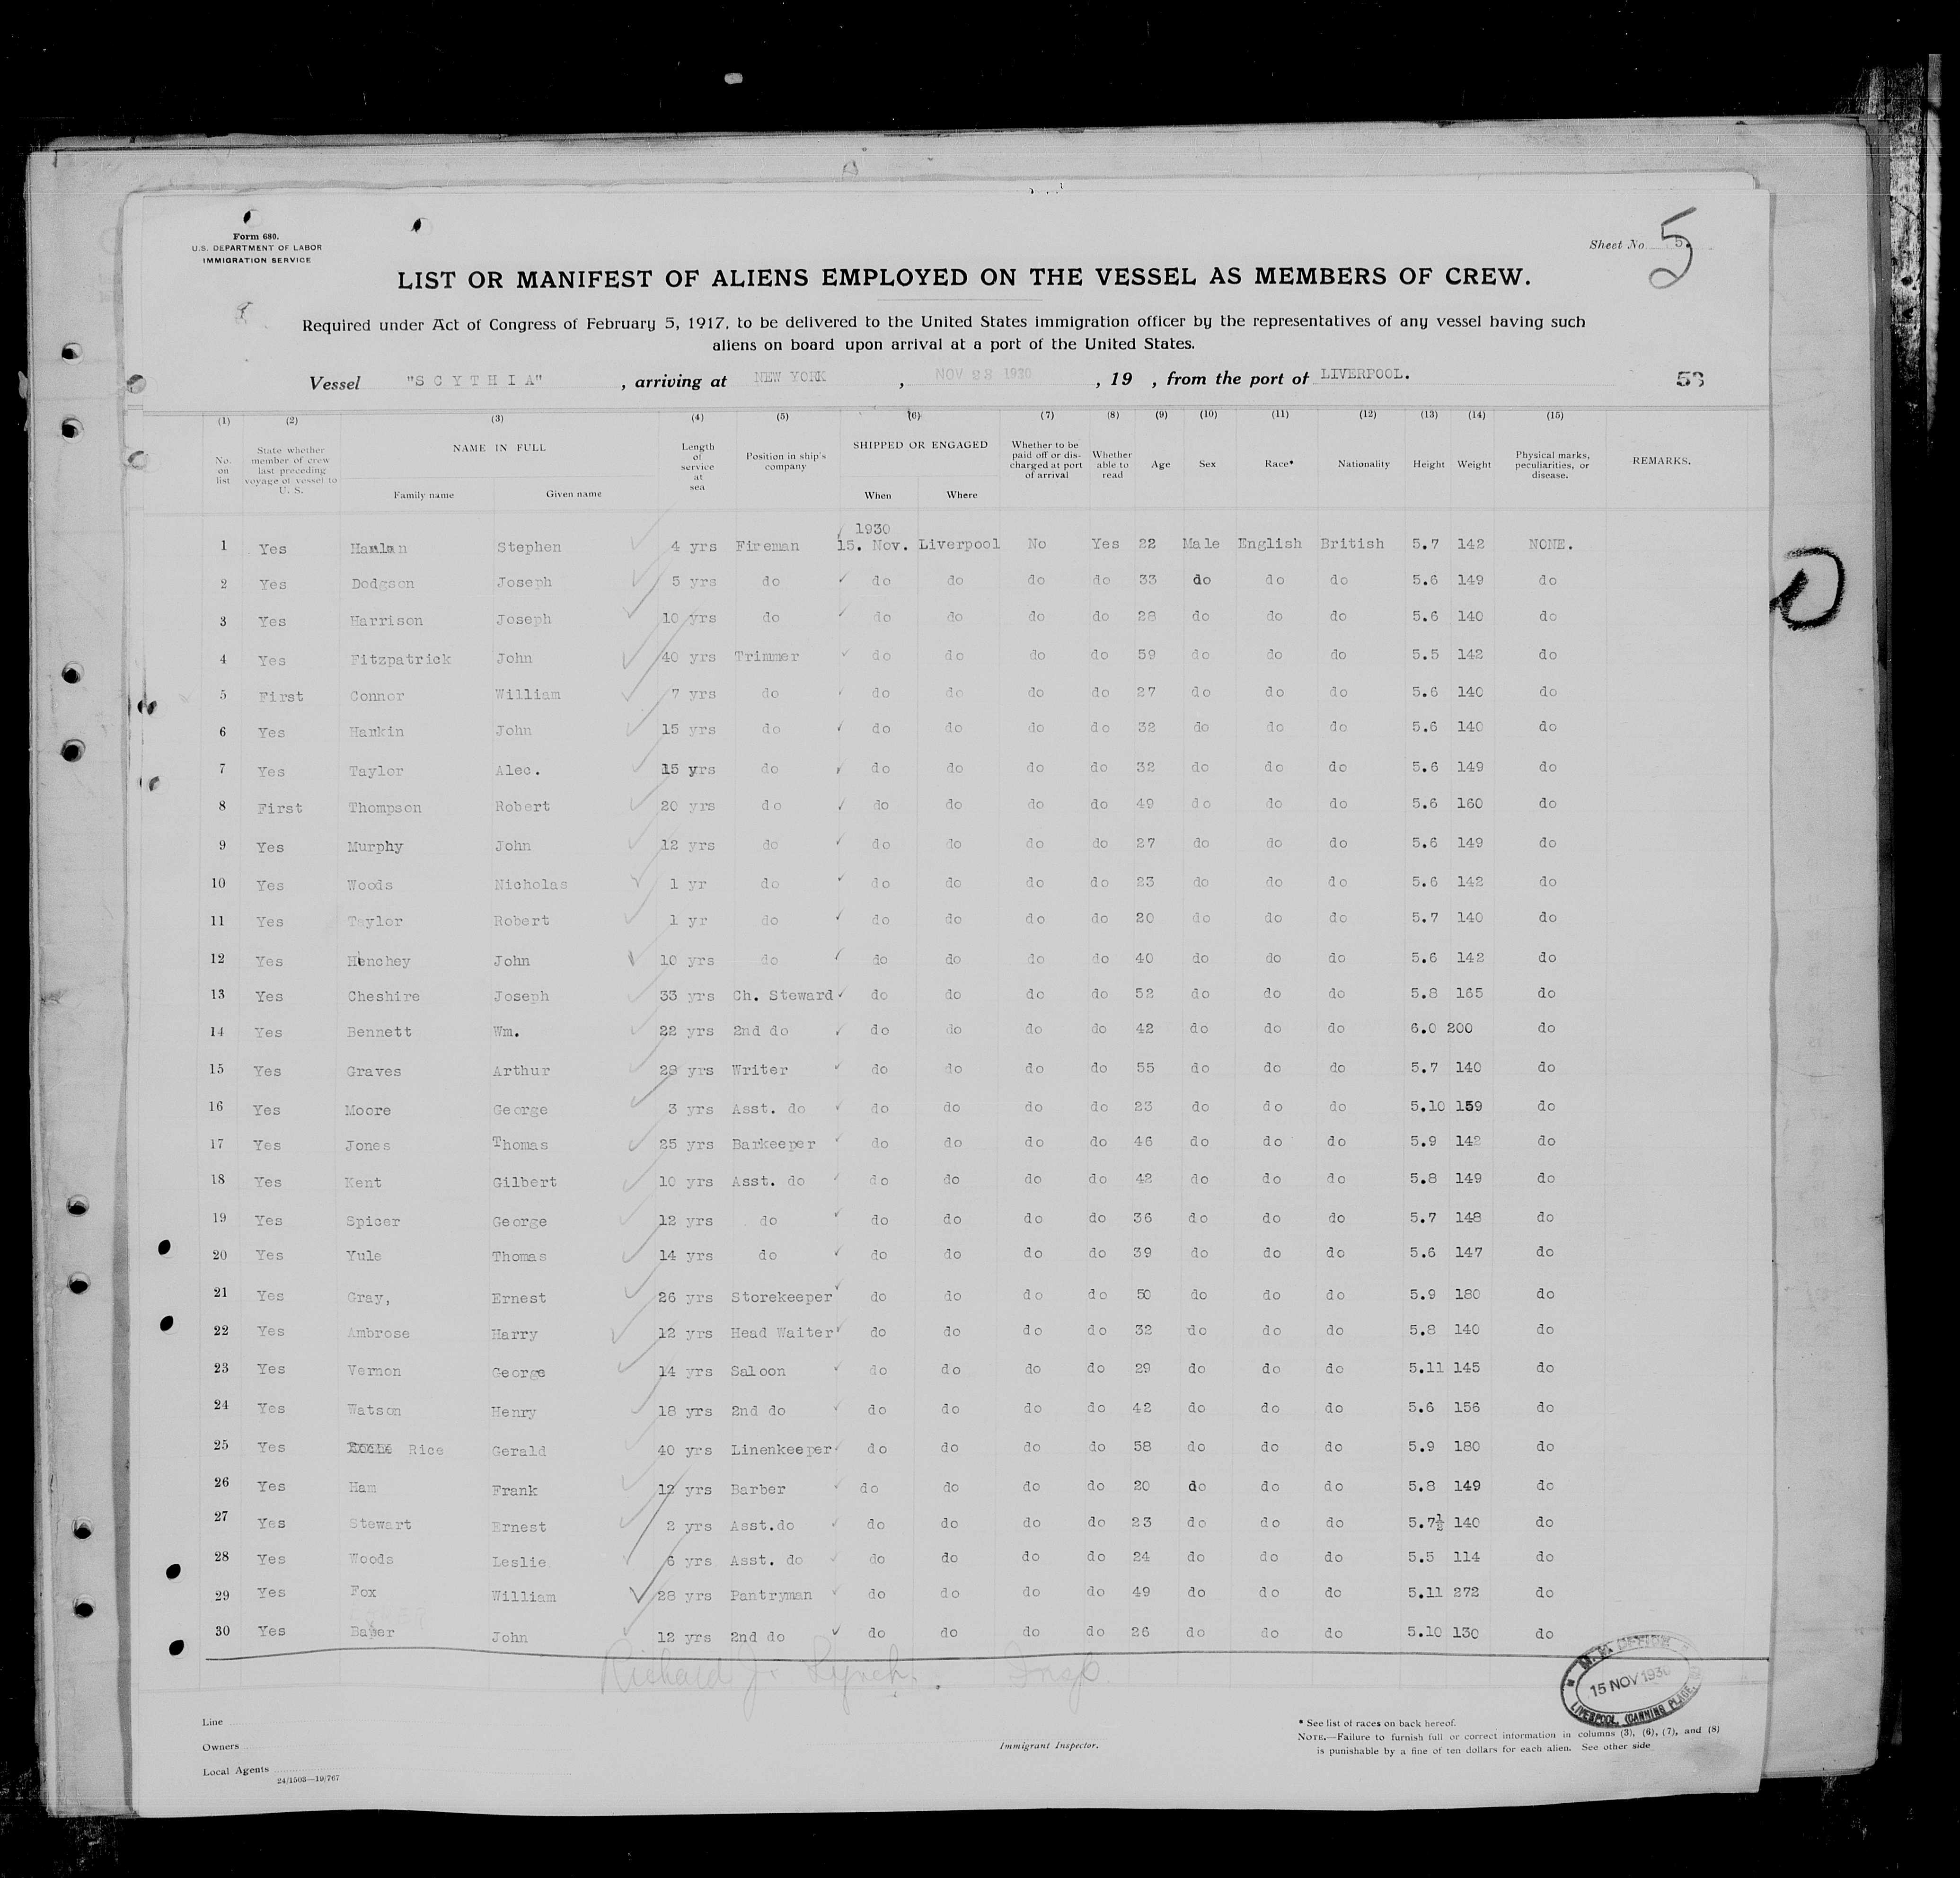 Form 680.
U.S. DEPARTMENT OF LABOR
IMMIGRATION SERVICE
Sheet No. 5.
5
LIST OR MANIFEST OF ALIENS EMPLOYED ON THE VESSEL AS MEMBERS OF CREW.
Required under Act of Congress of February 5, 1917, to be delivered to the United States immigration officer by the representatives of any vessel having such
aliens on board upon arrival at a port of the United States.
Vessel "SCYTHIA", arriving at NEW YORK, NOV 23 1930, 19 , from the port of LIVERPOOL. 53
(1) (2) (3) (4) (5) (6) (7) (8) (9) (10) (11) (12) (13) (14) (15)
No. on list State whether member of crew last preceding voyage of vessel to U. S. NAME IN FULL Family name Given name Length of service at sea Position in ship's company SHIPPED OR ENGAGED When Where Whether to be paid off or discharged at port of arrival Whether able to read Age Sex Race* Nationality Height Weight Physical marks, peculiarities, or disease. REMARKS.
1930
1 Yes Hanlan Stephen 4 yrs Fireman 15. Nov. Liverpool No Yes 22 Male English British 5.7 142 NONE.
2 Yes Dodgson Joseph 5 yrs do do do do do 33 do do do 5.6 149 do
3 Yes Harrison Joseph 10 yrs do do do do do 28 do do do 5.6 140 do
4 Yes Fitzpatrick John 40 yrs Trimmer do do do do 59 do do do 5.5 142 do
5 First Connor William 7 yrs do do do do do 27 do do do 5.6 140 do
6 Yes Hankin John 15 yrs do do do do do 32 do do do 5.6 140 do
7 Yes Taylor Alec. 15 yrs do do do do do 32 do do do 5.6 149 do
8 First Thompson Robert 20 yrs do do do do do 49 do do do 5.6 160 do
9 Yes Murphy John 12 yrs do do do do do 27 do do do 5.6 149 do
10 Yes Woods Nicholas 1 yr do do do do do 23 do do do 5.6 142 do
11 Yes Taylor Robert 1 yr do do do do do 20 do do do 5.7 140 do
12 Yes Henchey John 10 yrs do do do do do 40 do do do 5.6 142 do
13 Yes Cheshire Joseph 33 yrs Ch. Steward do do do do 52 do do do 5.8 165 do
14 Yes Bennett Wm. 22 yrs 2nd do do do do do 42 do do do 6.0 200 do
15 Yes Graves Arthur 28 yrs Writer do do do do 55 do do do 5.7 140 do
16 Yes Moore George 3 yrs Asst. do do do do do 23 do do do 5.10 159 do
17 Yes Jones Thomas 25 yrs Barkeeper do do do do 46 do do do 5.9 142 do
18 Yes Kent Gilbert 10 yrs Asst. do do do do do 42 do do do 5.8 149 do
19 Yes Spicer George 12 yrs do do do do do 36 do do do 5.7 148 do
20 Yes Yule Thomas 14 yrs do do do do do 39 do do do 5.6 147 do
21 Yes Gray, Ernest 26 yrs Storekeeper do do do do 50 do do do 5.9 180 do
22 Yes Ambrose Harry 12 yrs Head Waiter do do do do 32 do do do 5.8 140 do
23 Yes Vernon George 14 yrs Saloon do do do do 29 do do do 5.11 145 do
24 Yes Watson Henry 18 yrs 2nd do do do do do 42 do do do 5.6 156 do
25 Yes Rice Gerald 40 yrs Linenkeeper do do do do 58 do do do 5.9 180 do
26 Yes Ham Frank 12 yrs Barber do do do do 20 do do do 5.8 149 do
27 Yes Stewart Ernest 2 yrs Asst.do do do do do 23 do do do 5.7½ 140 do
28 Yes Woods Leslie 6 yrs Asst. do do do do do 24 do do do 5.5 114 do
29 Yes Fox William 28 yrs Pantryman do do do do 49 do do do 5.11 272 do
30 Yes Baber John 12 yrs 2nd do do do do do 26 do do do 5.10 130 do
Richard J. Lynch. Insp.
M.M. OFFICE
15 NOV 1930
LIVERPOOL, (CANNING PLACE)
Line
Owners
Local Agents
24/1503—19/767
Immigrant Inspector.
* See list of races on back hereof.
NOTE.—Failure to furnish full or correct information in columns (3), (6), (7), and (8)
is punishable by a fine of ten dollars for each alien. See other side